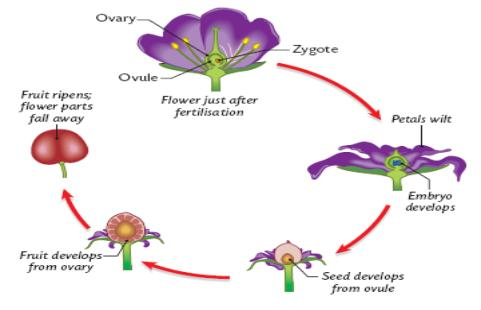 Ovary
Zygote
Ovule
Flower just after
fertilisation
Petals wilt
Embryo
develops
Seed develops
from ovule
Fruit develops
from ovary
Fruit ripens;
flower parts
fall away